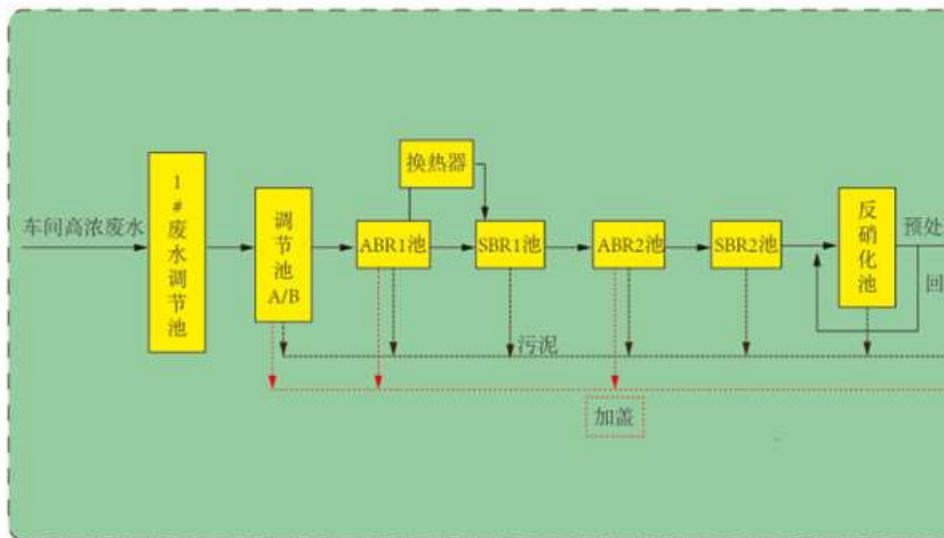 换热器
1#废水调节池
调节池A/B
反硝化池
车间高浓废水
预处
ABR1池
SBR1池
ABR2池
SBR2池
回
污泥
加盖